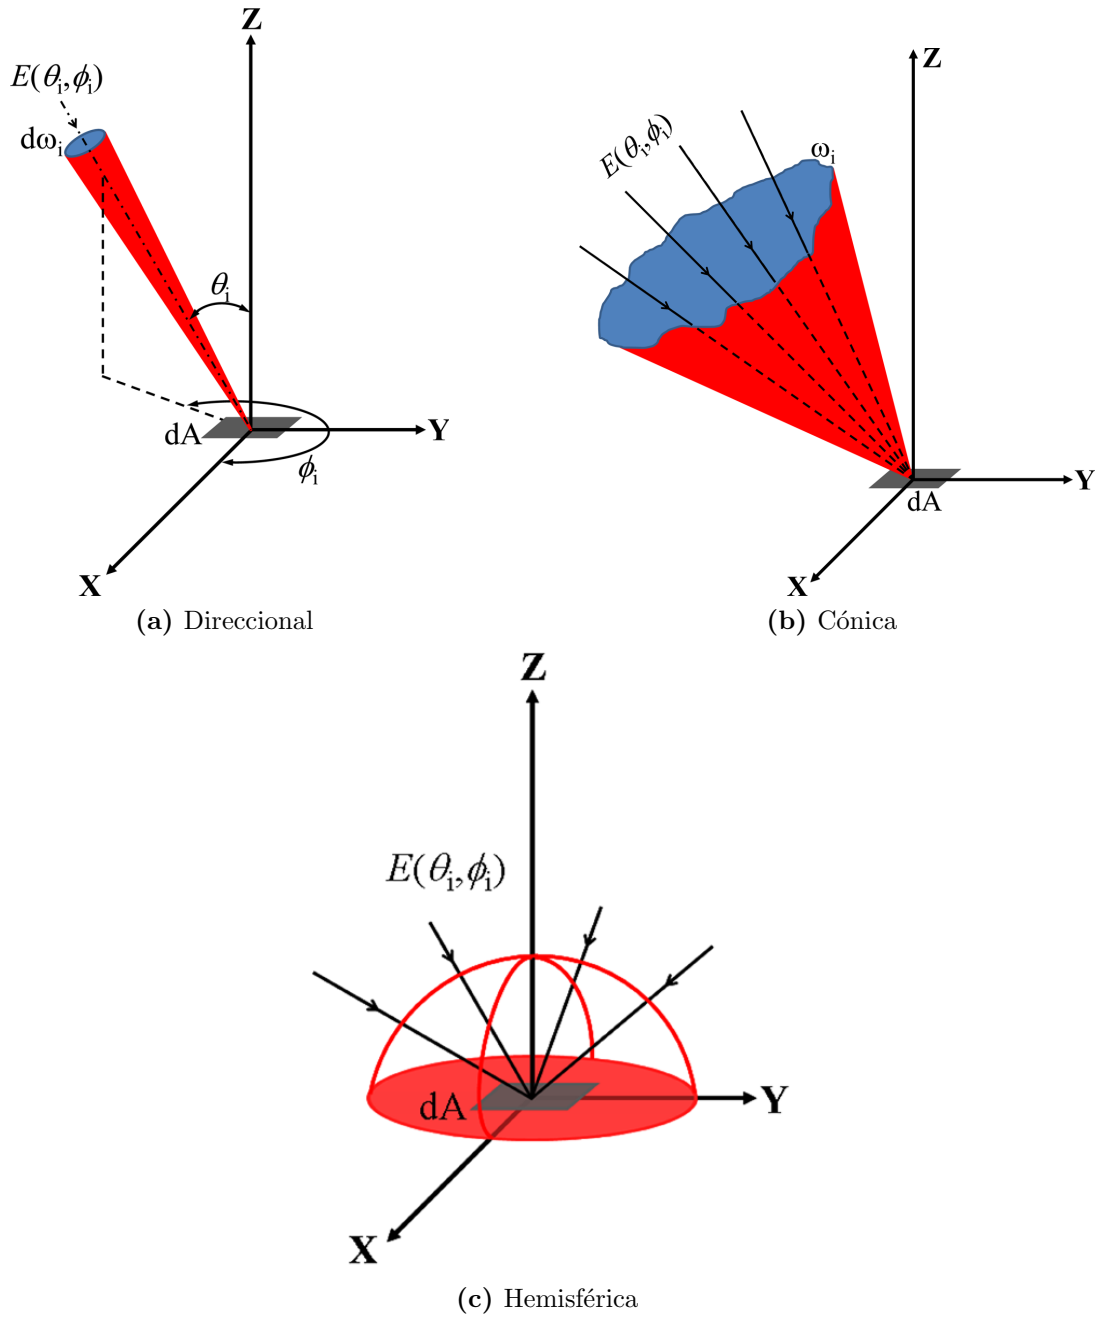 Z
E(θi,ϕi)
dωi
θi
dA
Y
ϕi
X
(a) Direccional
Z
E(θi,ϕi)
ωi
Y
dA
X
(b) Cónica
Z
E(θi,ϕi)
dA
Y
X
(c) Hemisférica